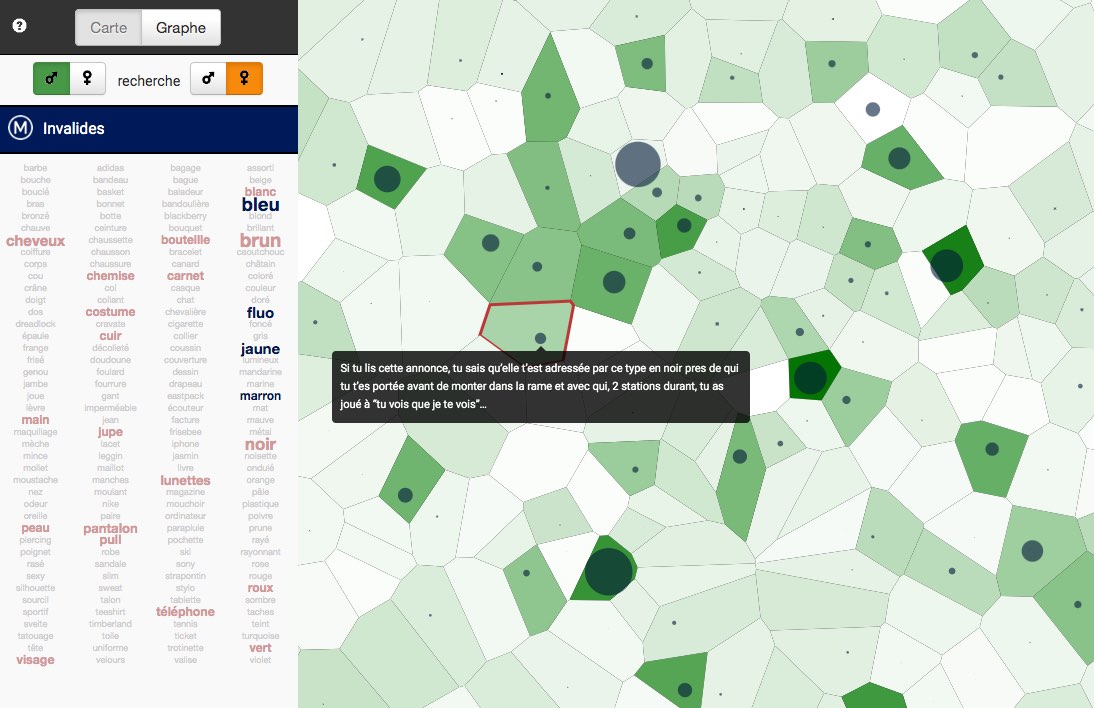 ?
Carte Graphe
♂ ♀ recherche ♂ ♀
M Invalides
barbe adidas bagage assorti
bouche bandeau bague beige
bouclé basket baladeur blanc
bras bonnet bandoulière bleu
bronzé botte blackberry blond
chauve ceinture bouquet brillant
cheveux chaussette bouteille brun
coiffure chausson bracelet caoutchouc
corps chaussure canard châtain
cou chemise carnet coloré
crâne col casque couleur
doigt collant chat doré
dos costume chevalière fluo
dreadlock cravate cigarette foncé
épaule cuir collier gris
frange décolleté coussin jaune
frisé doudoune couverture lumineux
genou foulard dessin mandarine
jambe fourrure drapeau marine
joue gant eastpack marron
lèvre imperméable écouteur mat
main jean facture mauve
maquillage jupe frisebee métal
mèche lacet iphone noir
mince leggin jasmin noisette
mollet maillot livre ondulé
moustache manches lunettes orange
nez moulant magazine pâle
odeur nike mouchoir plastique
oreille paire ordinateur poivre
peau pantalon parapluie prune
piercing pull pochette rayé
poignet robe ski rayonnant
rasé sandale sony rose
sexy slim strapontin rouge
silhouette sweat stylo roux
sourcil talon tablette sombre
sportif teeshirt téléphone taches
svelte timberland tennis teint
tatouage toile ticket turquoise
tête uniforme trotinette vert
visage velours valise violet
Si tu lis cette annonce, tu sais qu'elle t'est adressée par ce type en noir pres de qui
tu t'es portée avant de monter dans la rame et avec qui, 2 stations durant, tu as
joué à "tu vois que je te vois"...